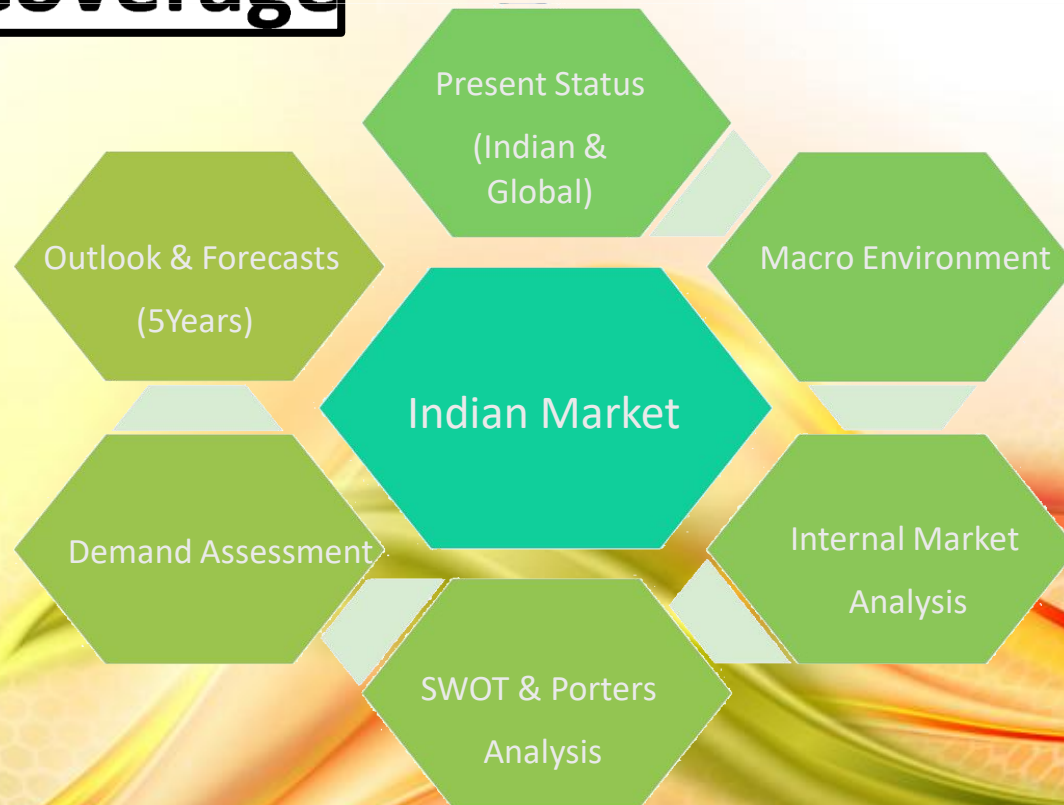 Coverage
Present Status
(Indian &
Global)
Macro Environment
Internal Market
Analysis
SWOT & Porters
Analysis
Demand Assessment
Outlook & Forecasts
(5Years)
Indian Market